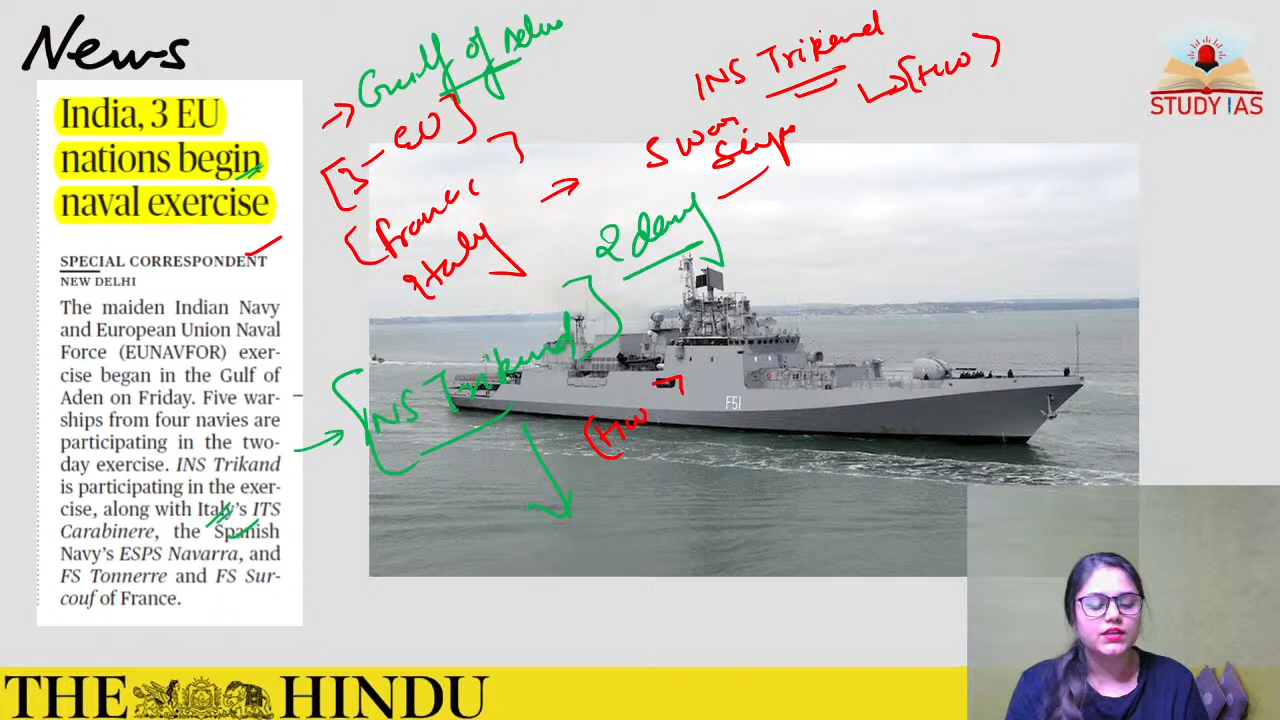 News
India, 3 EU
nations begin
naval exercise
SPECIAL CORRESPONDENT
NEW DELHI
The maiden Indian Navy
and European Union Naval
Force (EUNAVFOR) exer-
cise began in the Gulf of
Aden on Friday. Five war-
ships from four navies are
participating in the two-
day exercise. INS Trikand
is participating in the exer-
cise, along with Italy's ITS
Carabinere, the Spanish
Navy's ESPS Navarra, and
FS Tonnerre and FS Sur-
couf of France.
Gulf of
[3-EU]
[France
Italy
INS Trikand
[HW]
2 day
[INS Trikand]
(HW
F51
STUDY IAS
THE HINDU